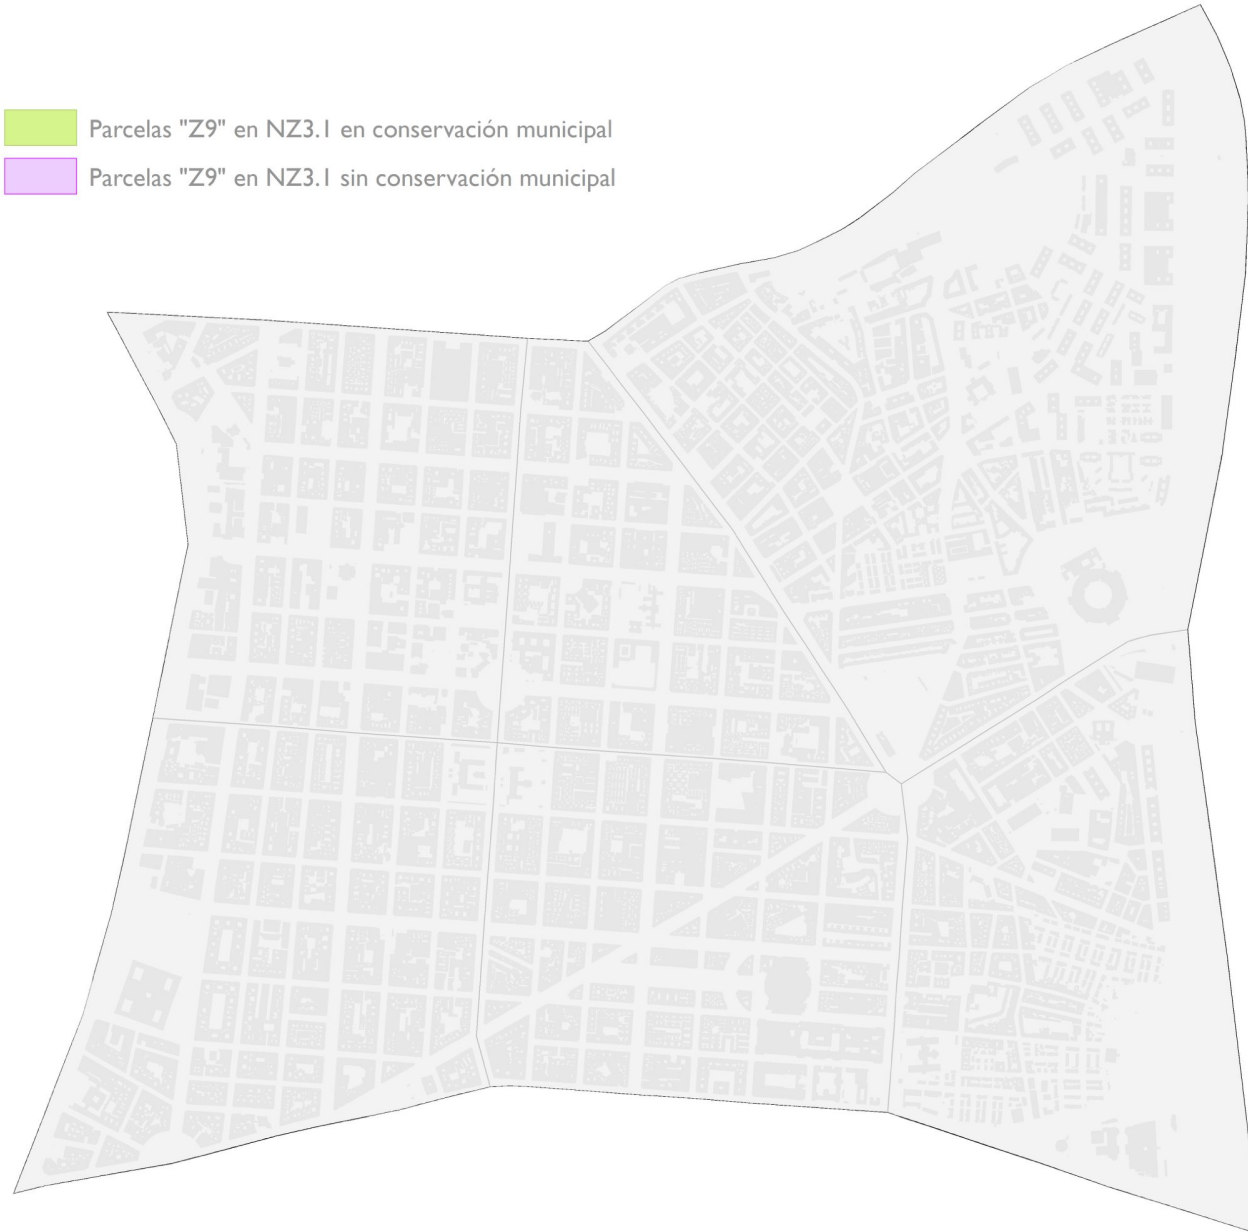 Parcelas "Z9" en NZ3.1 en conservación municipal
Parcelas "Z9" en NZ3.1 sin conservación municipal